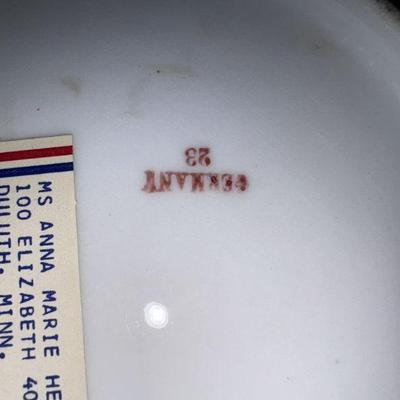 GERMANY
23
MS ANNA MARIE HE
100 ELIZABETH 40
DULUTH, MINN.